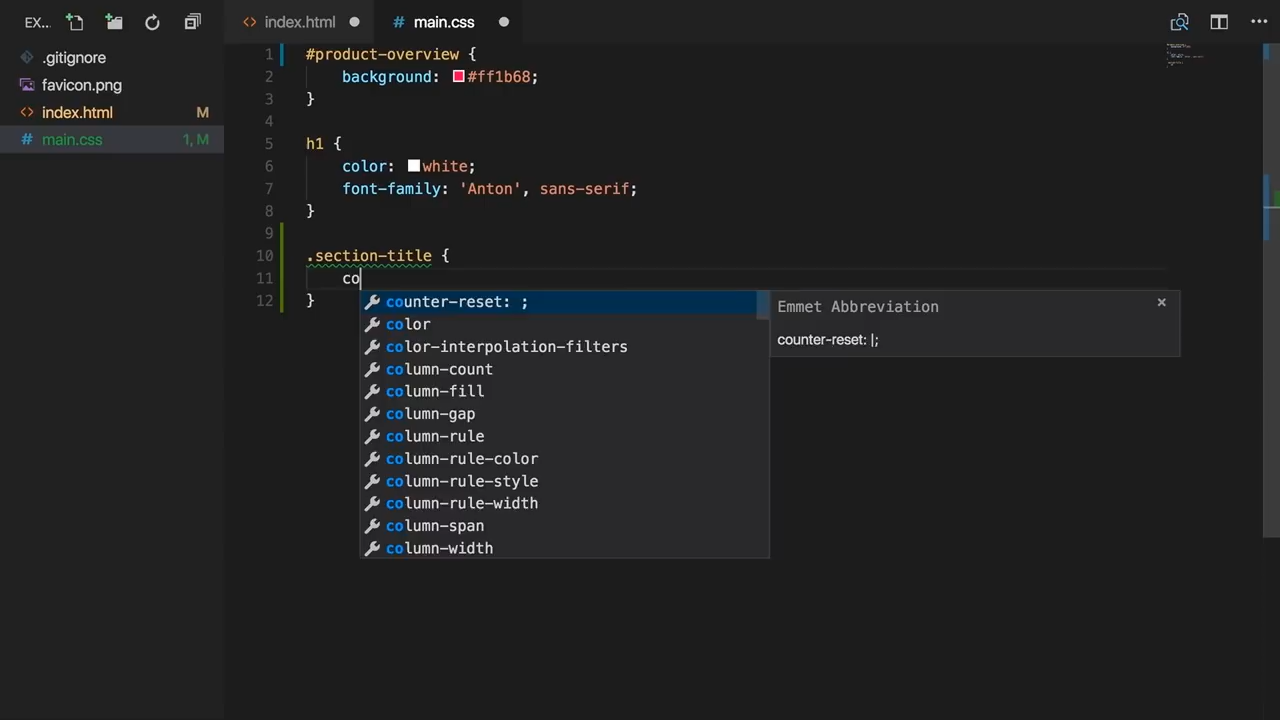 EX...
index.html
# main.css
.gitignore
favicon.png
<> index.html M
# main.css 1, M
1 #product-overview {
2 background: #ff1b68;
3 }
4
5 h1 {
6 color: white;
7 font-family: 'Anton', sans-serif;
8 }
9
10 .section-title {
11 co
12 }
counter-reset: ;
color
color-interpolation-filters
column-count
column-fill
column-gap
column-rule
column-rule-color
column-rule-style
column-rule-width
column-span
column-width
Emmet Abbreviation ×
counter-reset: |;